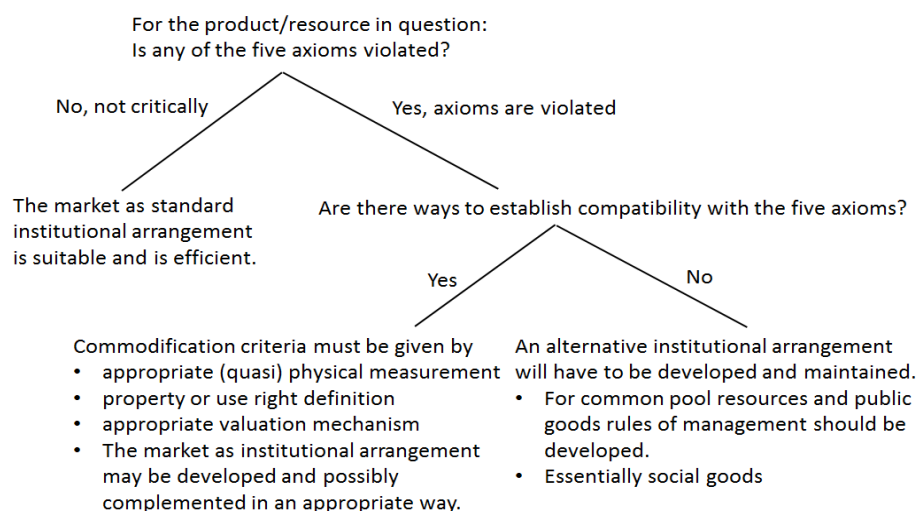 For the product/resource in question:
Is any of the five axioms violated?
No, not critically
Yes, axioms are violated
The market as standard
institutional arrangement
is suitable and is efficient.
Are there ways to establish compatibility with the five axioms?
Yes
No
Commodification criteria must be given by
• appropriate (quasi) physical measurement
• property or use right definition
• appropriate valuation mechanism
• The market as institutional arrangement
may be developed and possibly
complemented in an appropriate way.
An alternative institutional arrangement
will have to be developed and maintained.
• For common pool resources and public
goods rules of management should be
developed.
• Essentially social goods